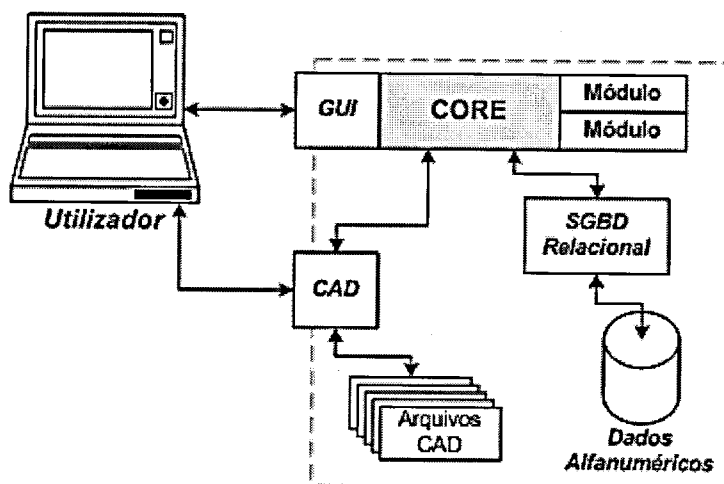 GUI
CORE
Módulo
Módulo
Utilizador
SGBD
Relacional
CAD
Arquivos
CAD
Dados
Alfanuméricos